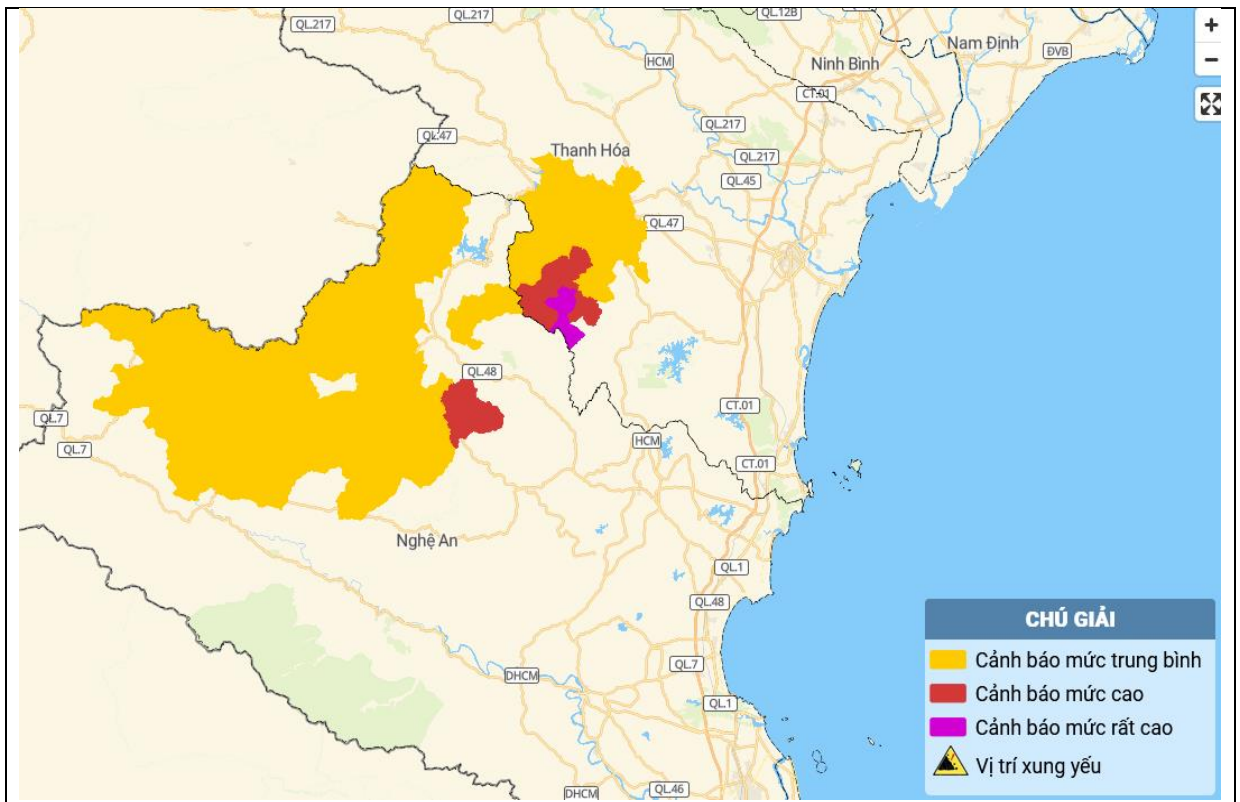 QL.217
QL.217
QL.12B
Nam Định
ĐVB
+
−
HCM
Ninh Bình
CT.01
QL.217
QL.47
Thanh Hóa
QL.217
QL.45
QL.47
QL.48
QL.7
QL.7
CT.01
HCM
CT.01
Nghệ An
QL.1
QL.48
QL.7
DHCM
QL.1
QL.46
DHCM
CHÚ GIẢI
Cảnh báo mức trung bình
Cảnh báo mức cao
Cảnh báo mức rất cao
Vị trí xung yếu